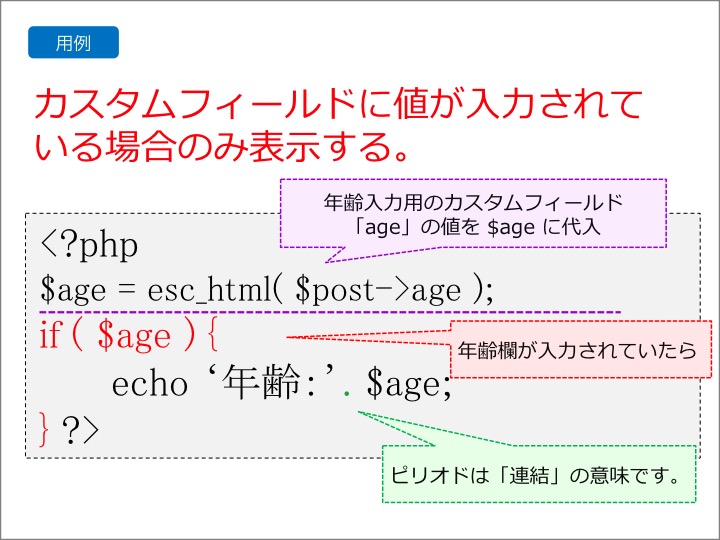 用例
カスタムフィールドに値が入力されて
いる場合のみ表示する。
年齢入力用のカスタムフィールド
「age」の値を $age に代入
<?php
$age = esc_html( $post->age );
if ( $age ) {
年齢欄が入力されていたら
echo ‘年齢:’. $age;
} ?>
ピリオドは「連結」の意味です。